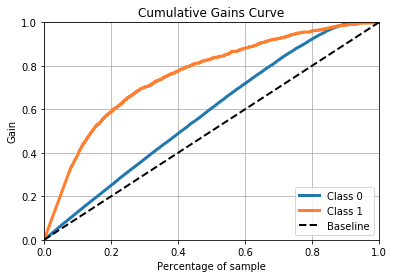 Cumulative Gains Curve
1.0
0.8
0.6
0.4
0.2
0.0
Gain
0.0 0.2 0.4 0.6 0.8 1.0
Percentage of sample
Class 0
Class 1
Baseline